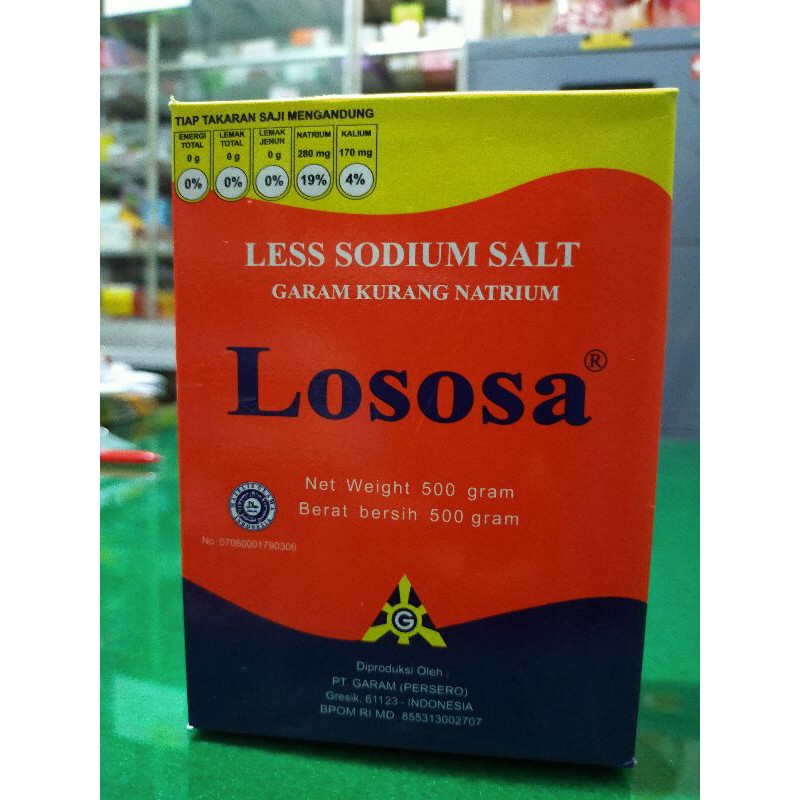 TIAP TAKARAN SAJI MENGANDUNG
ENERGI TOTAL 0 g 0%
LEMAK TOTAL 0 g 0%
LEMAK JENUH 0 g 0%
NATRIUM 280 mg 19%
KALIUM 170 mg 4%
LESS SODIUM SALT
GARAM KURANG NATRIUM
Lososa®
Net Weight 500 gram
Berat bersih 500 gram
INDONESIA
No. 07060001790306
G
Diproduksi Oleh :
PT. GARAM (PERSERO)
Gresik, 61123 - INDONESIA
BPOM RI MD. 855313002707